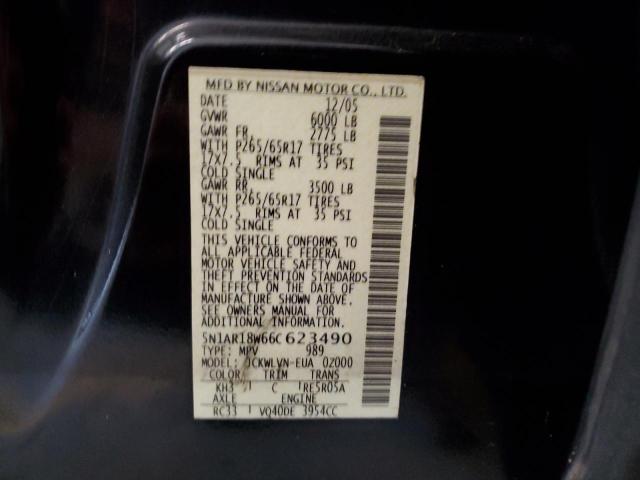 MFD BY NISSAN MOTOR CO., LTD.
DATE 12/05
GVWR 6000 LB
GAWR FR, 2775 LB
WITH P265/65R17 TIRES
17X7.5 RIMS AT 35 PSI
COLD SINGLE
GAWR RR, 3500 LB
WITH P265/65R17 TIRES
17X7.5 RIMS AT 35 PSI
COLD SINGLE
THIS VEHICLE CONFORMS TO
ALL APPLICABLE FEDERAL
MOTOR VEHICLE SAFETY AND
THEFT PREVENTION STANDARDS
IN EFFECT ON THE DATE OF
MANUFACTURE SHOWN ABOVE.
SEE OWNERS MANUAL FOR
ADDITIONAL INFORMATION.
5N1AR18W66C623490
TYPE: MPV 989
MODEL: JCKWLVN-EUA 02000
COLOR TRIM TRANS
KH3 C RE5R05A
AXLE ENGINE
RC33 VQ40DE 3954CC